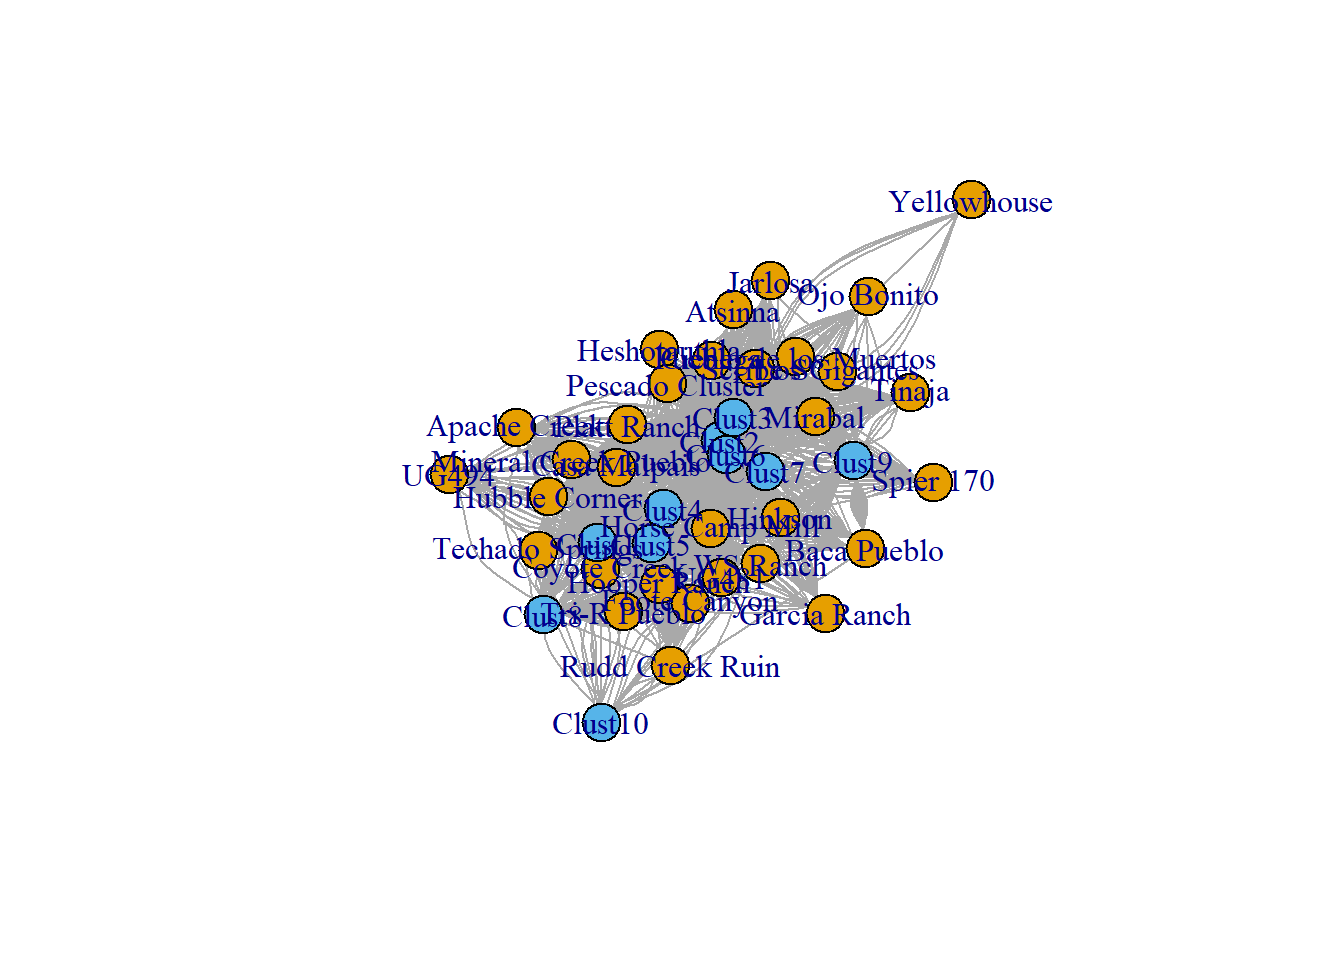 Yellowhouse
Jarlosa
Ojo Bonito
Atsinna
Heshotauthla
Cienega
Pueblo de los Muertos
Scribe S
Los Gigantes
Pescado Cluster
Tinaja
Clust3
Mirabal
Apache Creek
Platt Ranch
Clust2
Clust6
Mineral Creek Pueblo
Casa Malpais
Clust7
Clust9
UG494
Spier 170
Hubble Corner
Clust4
Horse Camp Mill
Hinkson
Clust1
Clust5
Techado Springs
Baca Pueblo
Coyote Creek
WS Ranch
Hooper Ranch
UG481
Foote Canyon
Clust8
Tri-R Pueblo
Garcia Ranch
Rudd Creek Ruin
Clust10